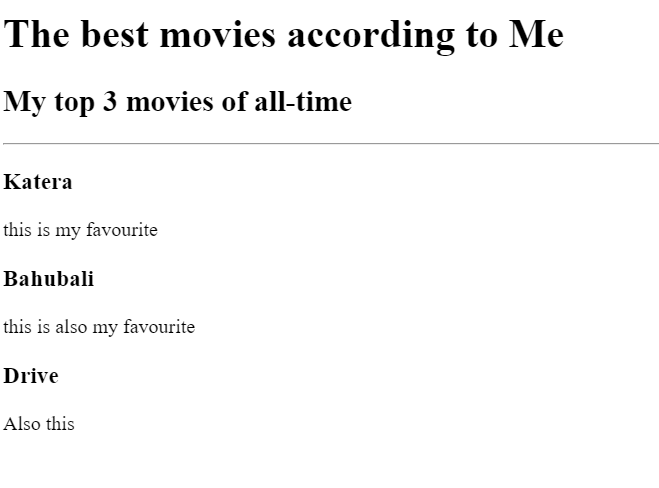 The best movies according to Me
My top 3 movies of all-time
Katera
this is my favourite
Bahubali
this is also my favourite
Drive
Also this